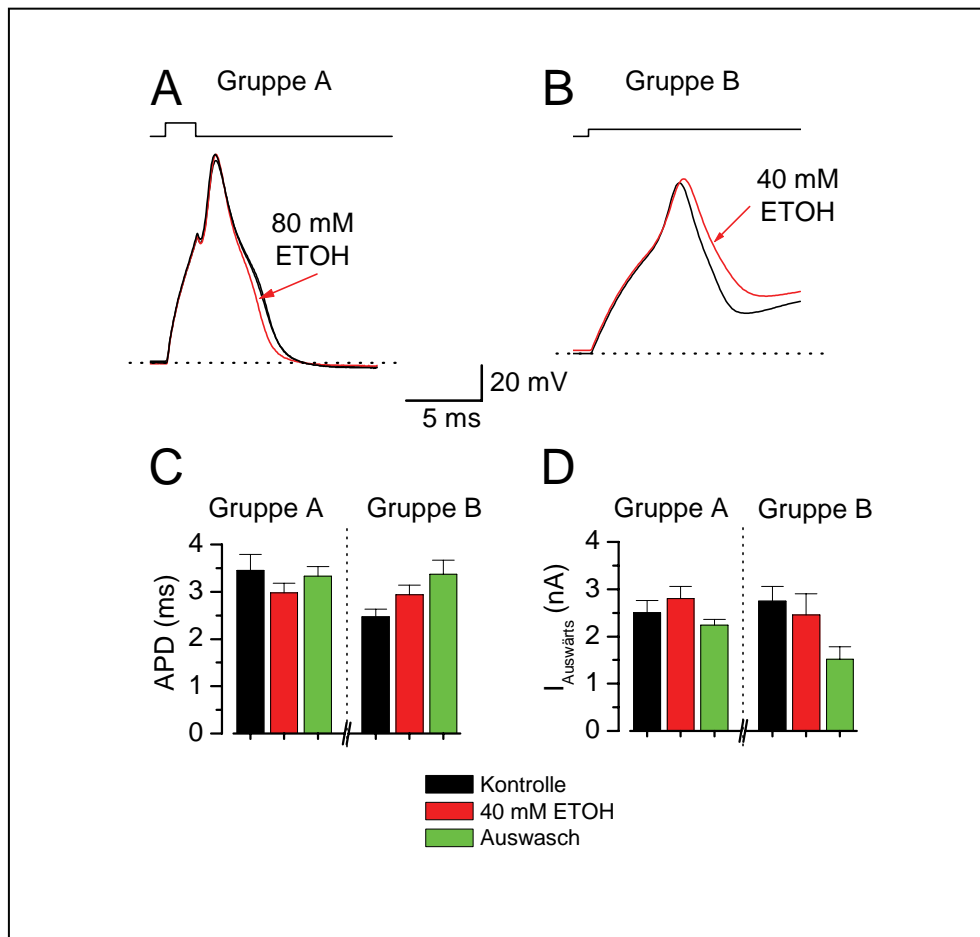 A
Gruppe A
B
Gruppe B
80 mM
ETOH
40 mM
ETOH
20 mV
5 ms
C
Gruppe A
Gruppe B
4
3
2
1
0
APD (ms)
D
Gruppe A
Gruppe B
4
3
2
1
0
I Auswärts (nA)
Kontrolle
40 mM ETOH
Auswasch